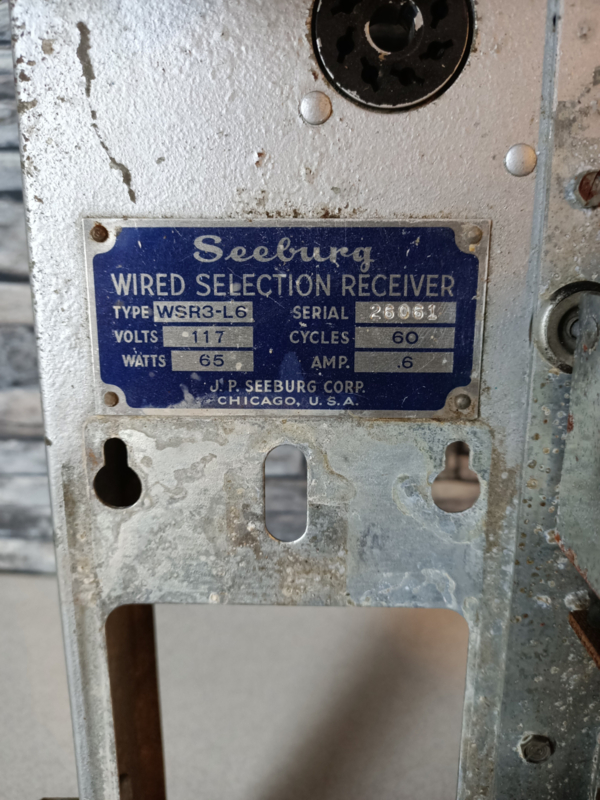 Seeburg
WIRED SELECTION RECEIVER
TYPE WSR3-L6 SERIAL 26061
VOLTS 117 CYCLES 60
WATTS 65 AMP. .6
J. P. SEEBURG CORP.
CHICAGO, U.S.A.